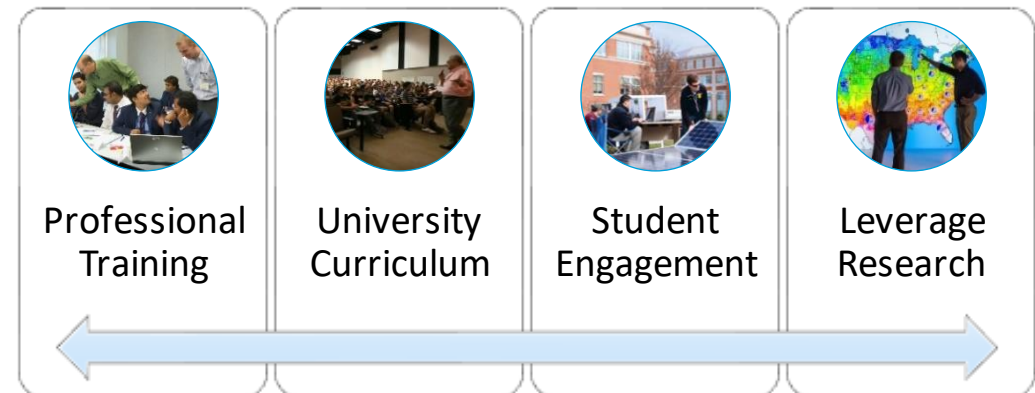 Professional
Training
University
Curriculum
Student
Engagement
Leverage
Research